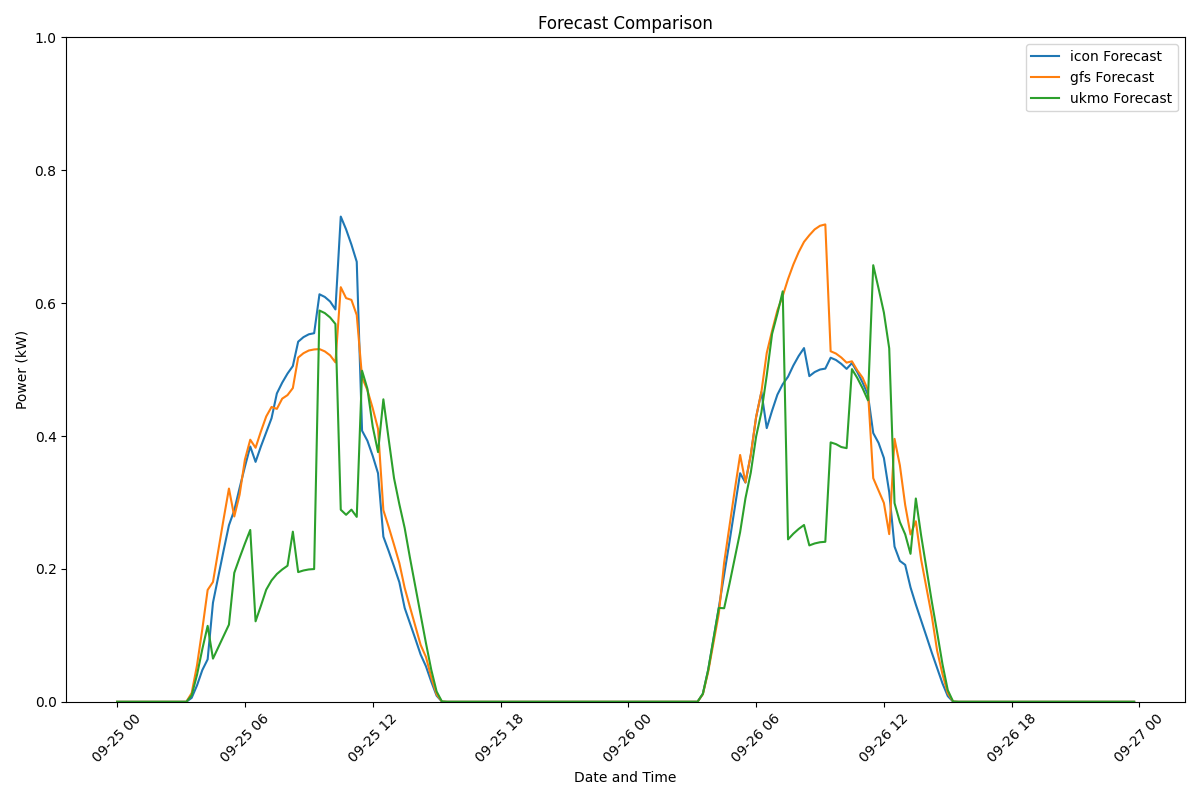 Forecast Comparison
icon Forecast
gfs Forecast
ukmo Forecast
Power (kW)
1.0
0.8
0.6
0.4
0.2
0.0
09-25 00
09-25 06
09-25 12
09-25 18
09-26 00
09-26 06
09-26 12
09-26 18
09-27 00
Date and Time